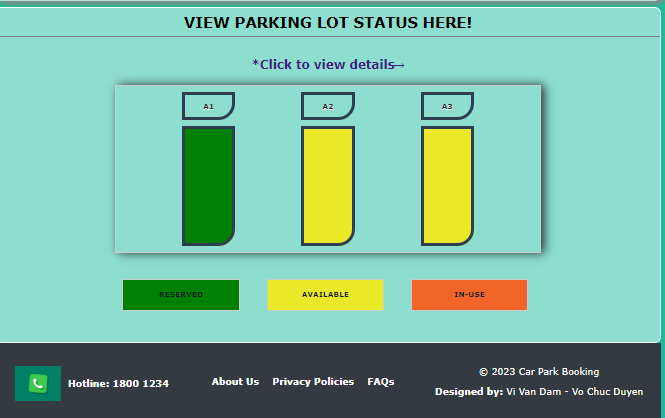 VIEW PARKING LOT STATUS HERE!
*Click to view details→
A1 A2 A3
RESERVED AVAILABLE IN-USE
© 2023 Car Park Booking
Hotline: 1800 1234 About Us Privacy Policies FAQs
Designed by: Vi Van Dam - Vo Chuc Duyen